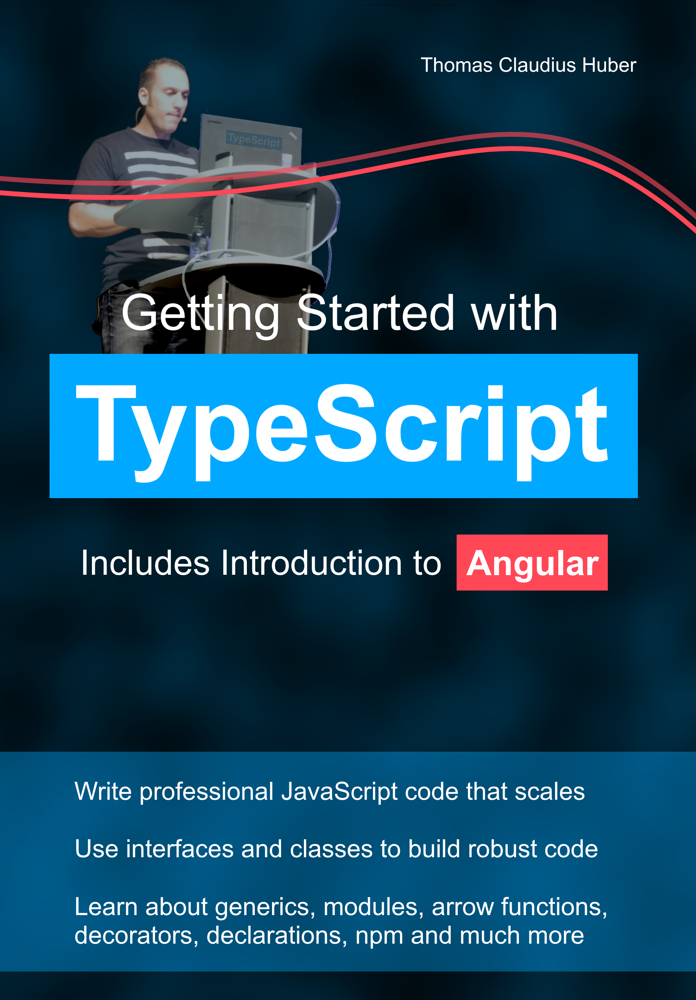 Thomas Claudius Huber
TypeScript
Getting Started with
TypeScript
Includes Introduction to Angular
Write professional JavaScript code that scales
Use interfaces and classes to build robust code
Learn about generics, modules, arrow functions,
decorators, declarations, npm and much more